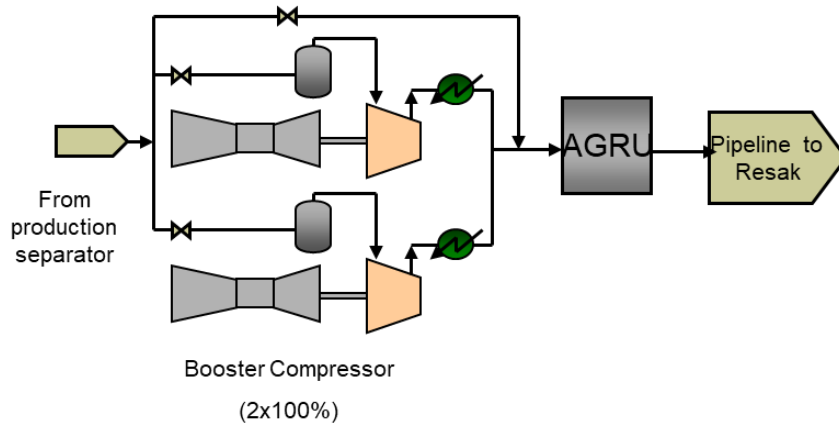 From
production
separator
AGRU
Pipeline to
Resak
Booster Compressor
(2x100%)